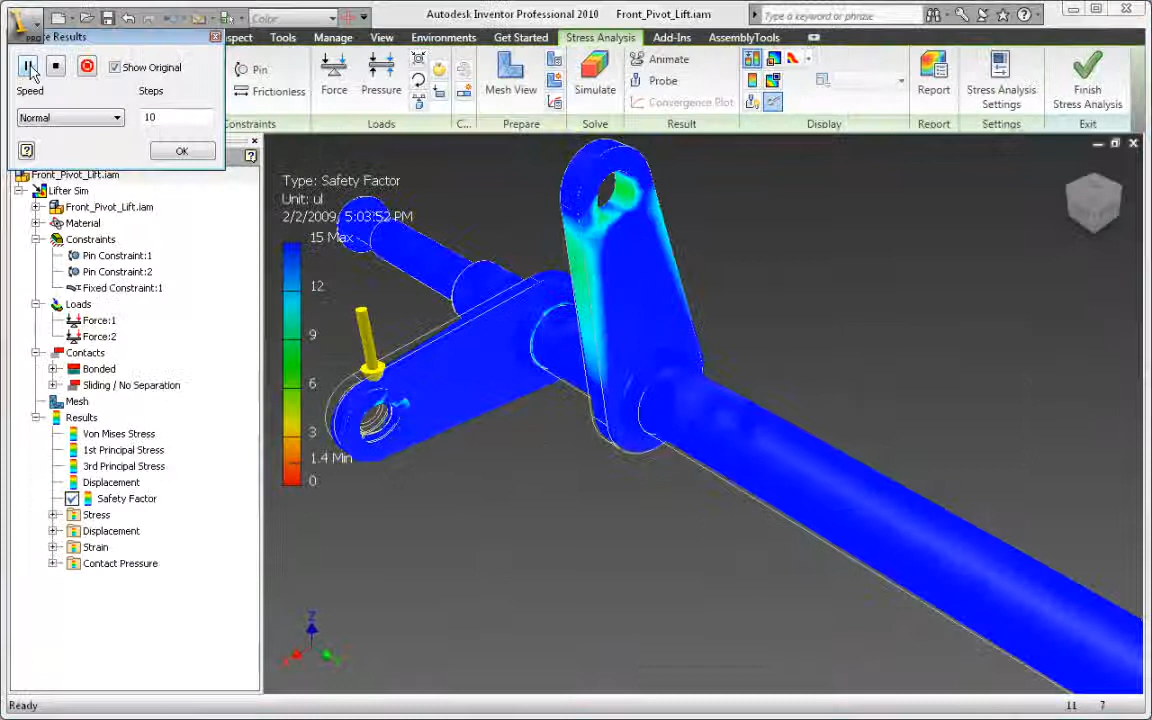 Color
Autodesk Inventor Professional 2010 Front_Pivot_Lift.iam
Type a keyword or phrase
PRO
e Results
spect Tools Manage View Environments Get Started Stress Analysis Add-Ins AssemblyTools
Show Original
Speed Steps
Normal 10
OK
Pin
Frictionless
Force
Pressure
Mesh View
Simulate
Animate
Probe
Convergence Plot
Report
Stress Analysis
Settings
Finish
Stress Analysis
onstraints Loads C... Prepare Solve Result Display Report Settings Exit
Front_Pivot_Lift.iam
Lifter Sim
Front_Pivot_Lift.iam
Material
Constraints
Pin Constraint:1
Pin Constraint:2
Fixed Constraint:1
Loads
Force:1
Force:2
Contacts
Bonded
Sliding / No Separation
Mesh
Results
Von Mises Stress
1st Principal Stress
3rd Principal Stress
Displacement
Safety Factor
Stress
Displacement
Strain
Contact Pressure
Type: Safety Factor
Unit: ul
2/2/2009, 5:03:52 PM
15 Max
12
9
6
3
1.4 Min
0
Z
Ready 11 7